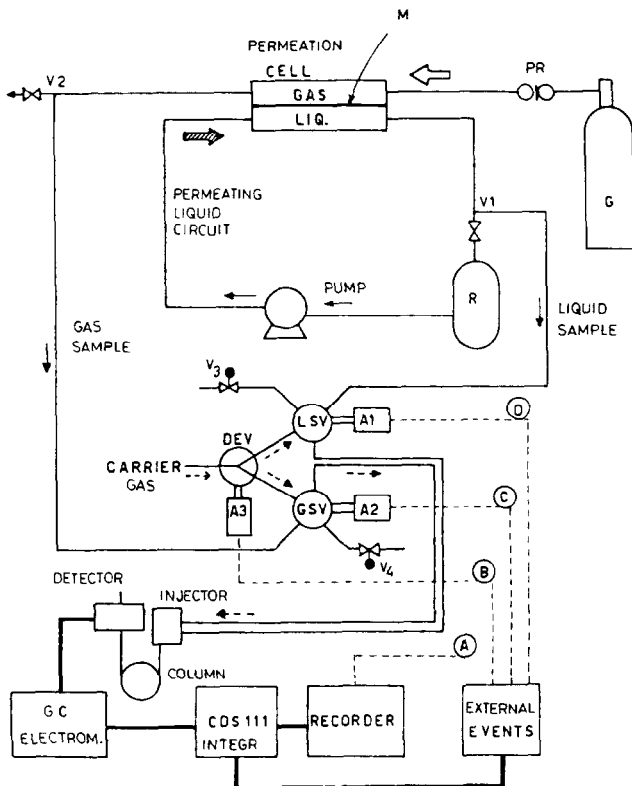 M
PERMEATION
CELL
V2
PR
GAS
LIQ.
G
PERMEATING
LIQUID
CIRCUIT
V1
PUMP
R
GAS
SAMPLE
LIQUID
SAMPLE
V3
LSV
A1
D
DEV
CARRIER
GAS
A3
GSV
A2
C
V4
B
DETECTOR
INJECTOR
A
COLUMN
GC
ELECTROM.
CDS 111
INTEGR
RECORDER
EXTERNAL
EVENTS